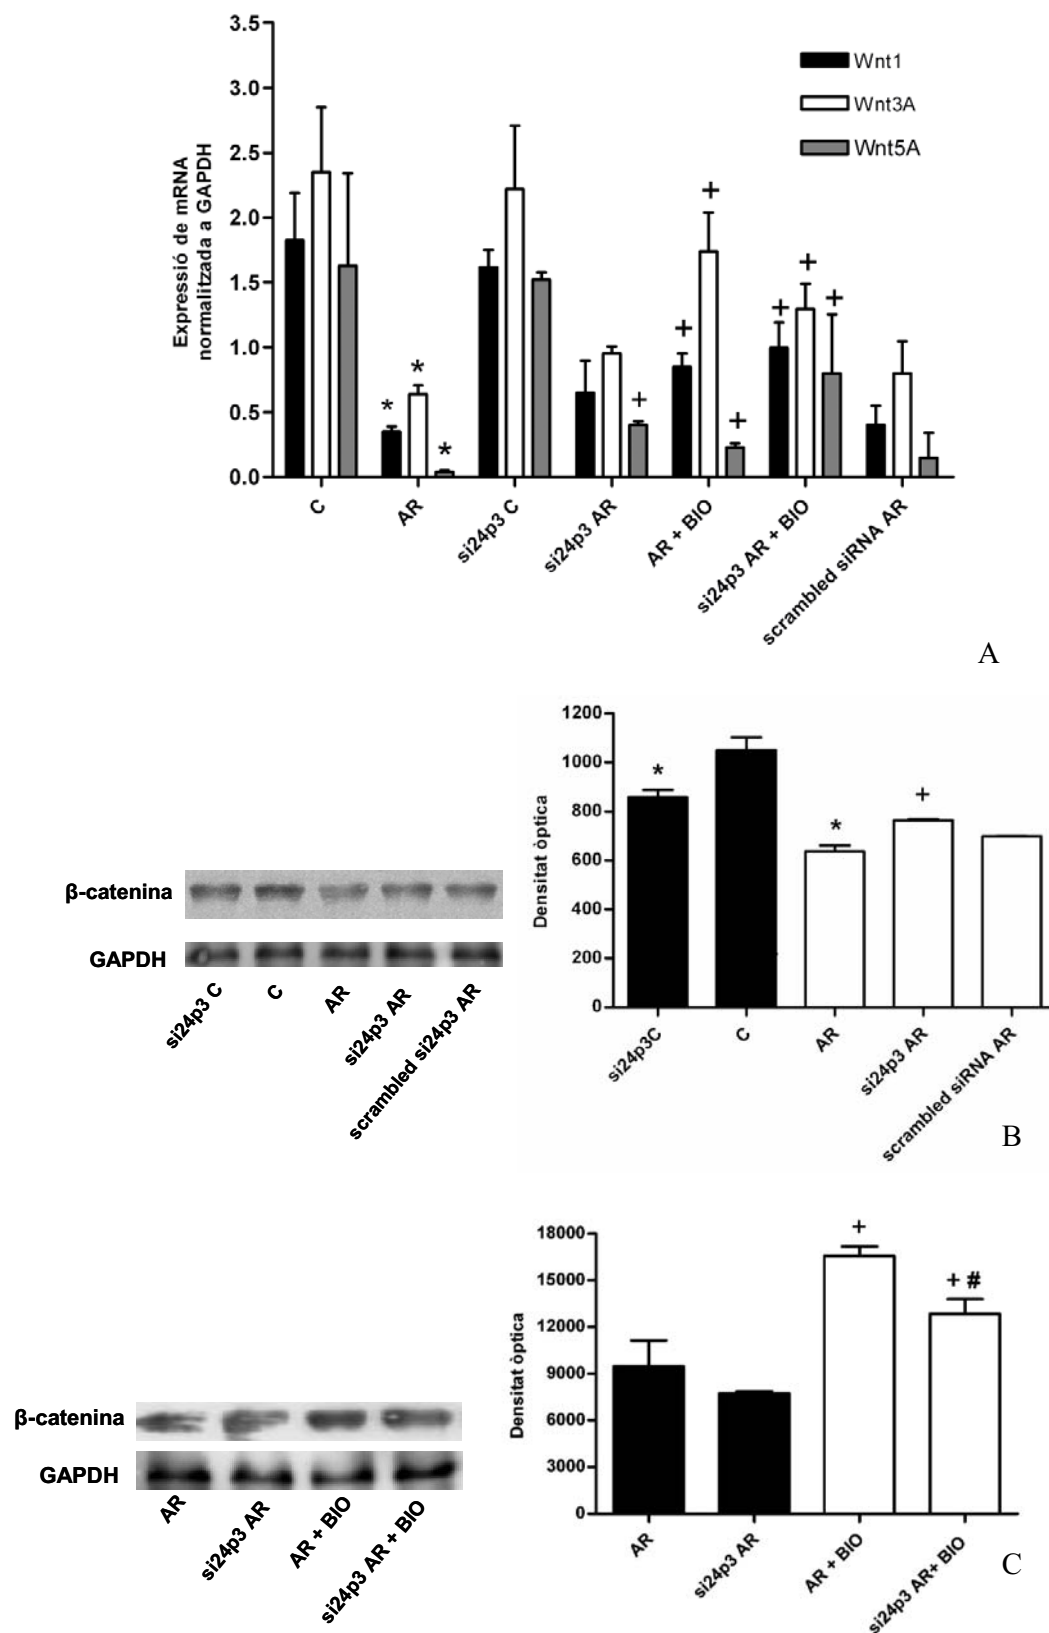 Expressió de mRNA
normalitzada a GAPDH
3.5
3.0
2.5
2.0
1.5
1.0
0.5
0.0
Wnt1
Wnt3A
Wnt5A
* * *
+
+ + +
+ + +
C
AR
si24p3 C
si24p3 AR
AR + BIO
si24p3 AR + BIO
scrambled siRNA AR
A
β-catenina
GAPDH
si24p3 C
C
AR
si24p3 AR
scrambled si24p3 AR
Densitat òptica
1200
1000
800
600
400
200
0
*
*
+
si24p3C
C
AR
si24p3 AR
scrambled siRNA AR
B
β-catenina
GAPDH
AR
si24p3 AR
AR + BIO
si24p3 AR + BIO
Densitat òptica
18000
15000
12000
9000
6000
3000
0
+
+ #
AR
si24p3 AR
AR + BIO
si24p3 AR+ BIO
C